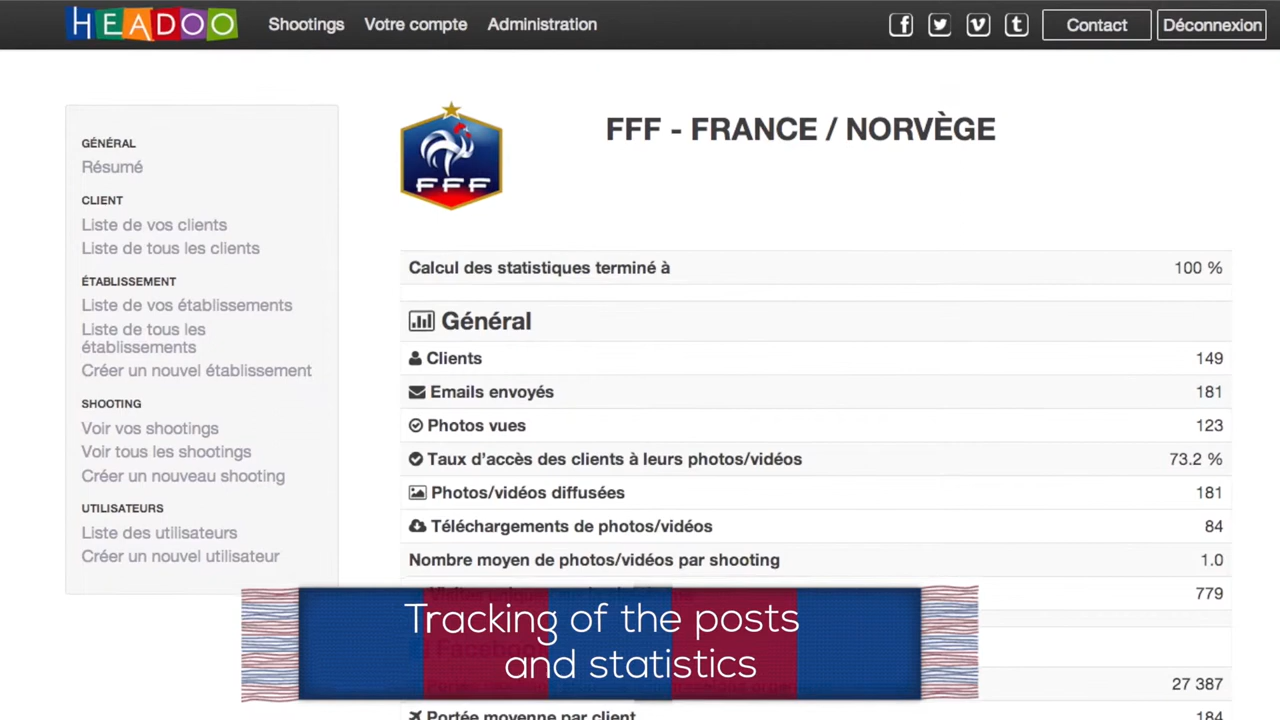 HEADOO
Shootings Votre compte Administration
Contact Déconnexion
GÉNÉRAL
Résumé
CLIENT
Liste de vos clients
Liste de tous les clients
ÉTABLISSEMENT
Liste de vos établissements
Liste de tous les
établissements
Créer un nouvel établissement
SHOOTING
Voir vos shootings
Voir tous les shootings
Créer un nouveau shooting
UTILISATEURS
Liste des utilisateurs
Créer un nouvel utilisateur
FFF
FFF - FRANCE / NORVÈGE
Calcul des statistiques terminé à 100 %
Général
Clients 149
Emails envoyés 181
Photos vues 123
Taux d'accès des clients à leurs photos/vidéos 73.2 %
Photos/vidéos diffusées 181
Téléchargements de photos/vidéos 84
Nombre moyen de photos/vidéos par shooting 1.0
779
Tracking of the posts
and statistics
27 387
Portée moyenne par client 184